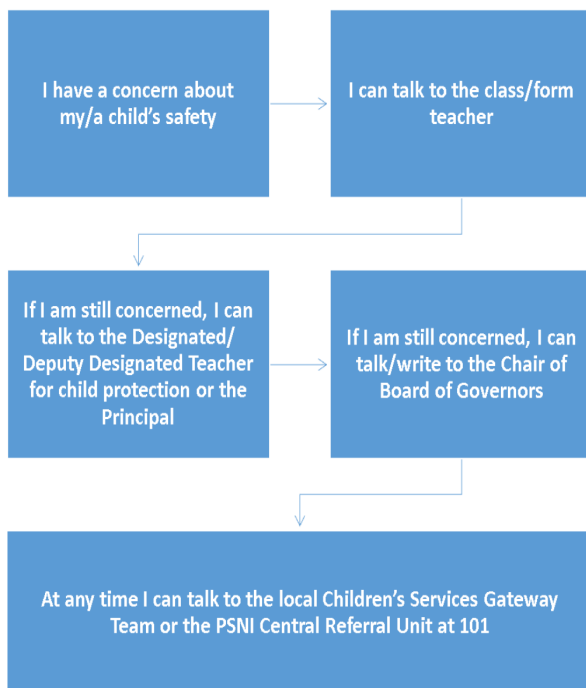 I have a concern about
my/a child's safety
I can talk to the class/form
teacher
If I am still concerned, I can
talk to the Designated/
Deputy Designated Teacher
for child protection or the
Principal
If I am still concerned, I can
talk/write to the Chair of
Board of Governors
At any time I can talk to the local Children's Services Gateway
Team or the PSNI Central Referral Unit at 101